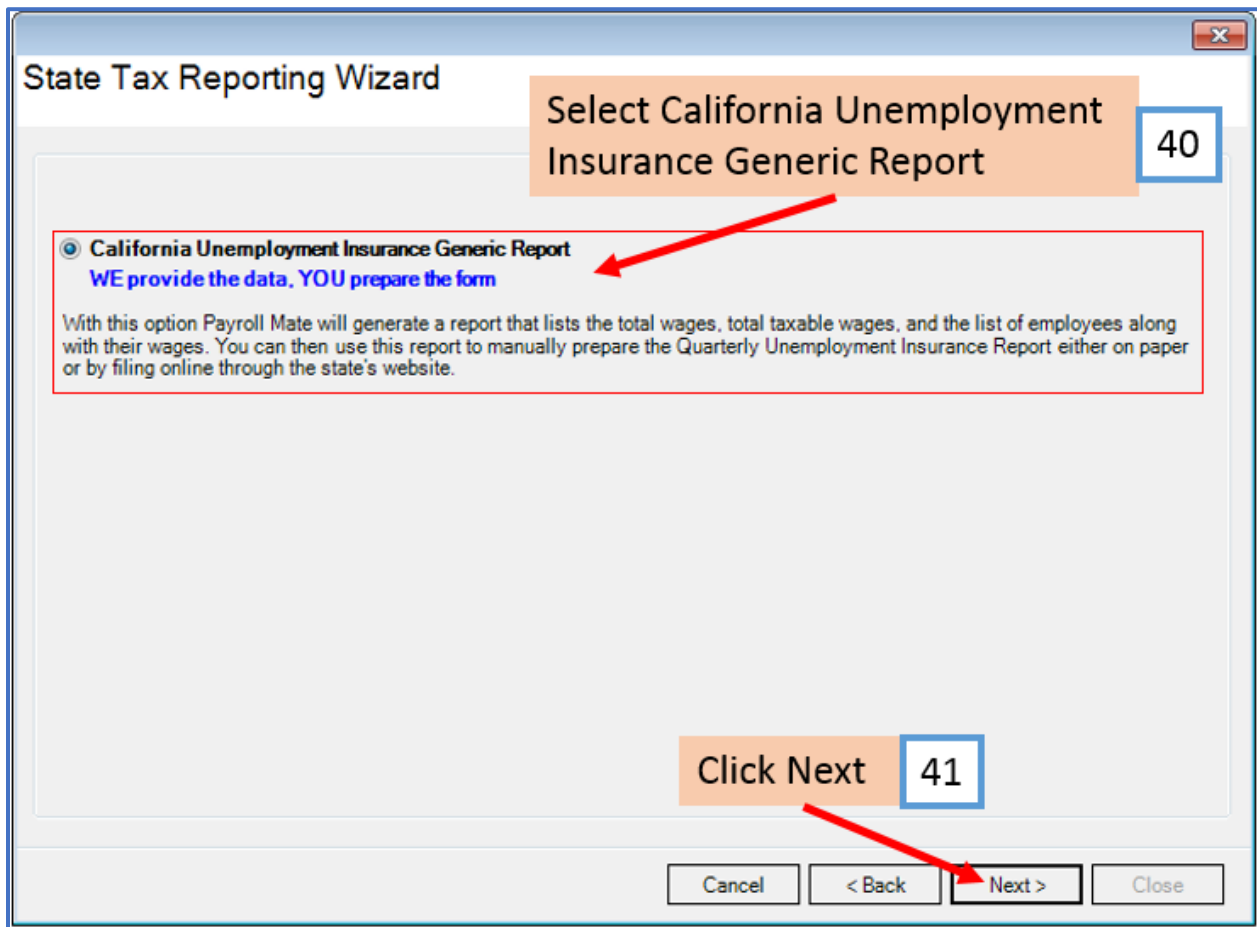 State Tax Reporting Wizard
Select California Unemployment
Insurance Generic Report
40
California Unemployment Insurance Generic Report
WE provide the data, YOU prepare the form
With this option Payroll Mate will generate a report that lists the total wages, total taxable wages, and the list of employees along
with their wages. You can then use this report to manually prepare the Quarterly Unemployment Insurance Report either on paper
or by filing online through the state's website.
Click Next
41
Cancel
< Back
Next >
Close